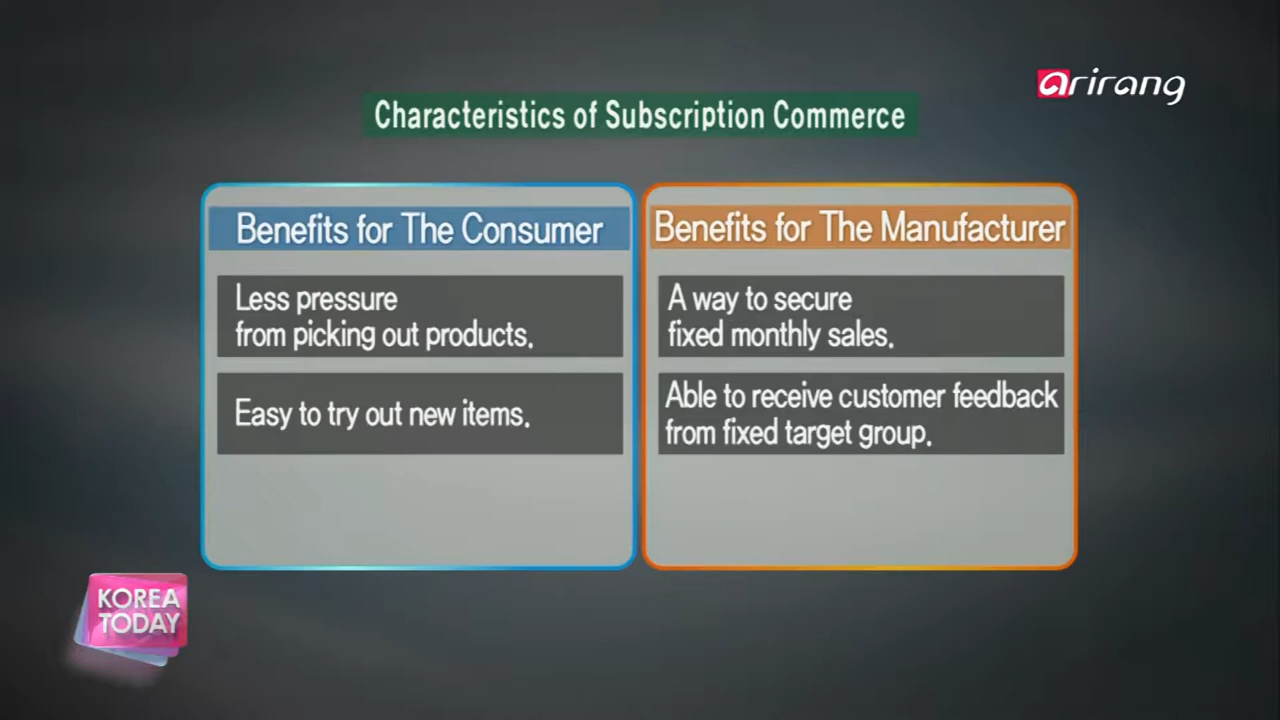 arirang
Characteristics of Subscription Commerce
Benefits for The Consumer
Less pressure
from picking out products.
Easy to try out new items.
Benefits for The Manufacturer
A way to secure
fixed monthly sales.
Able to receive customer feedback
from fixed target group.
KOREA
TODAY